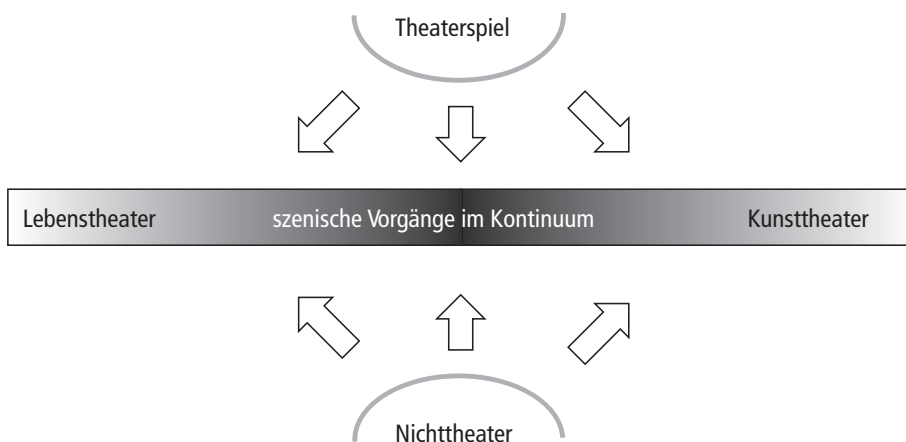 Theaterspiel
Lebenstheater szenische Vorgänge im Kontinuum Kunsttheater
Nichttheater